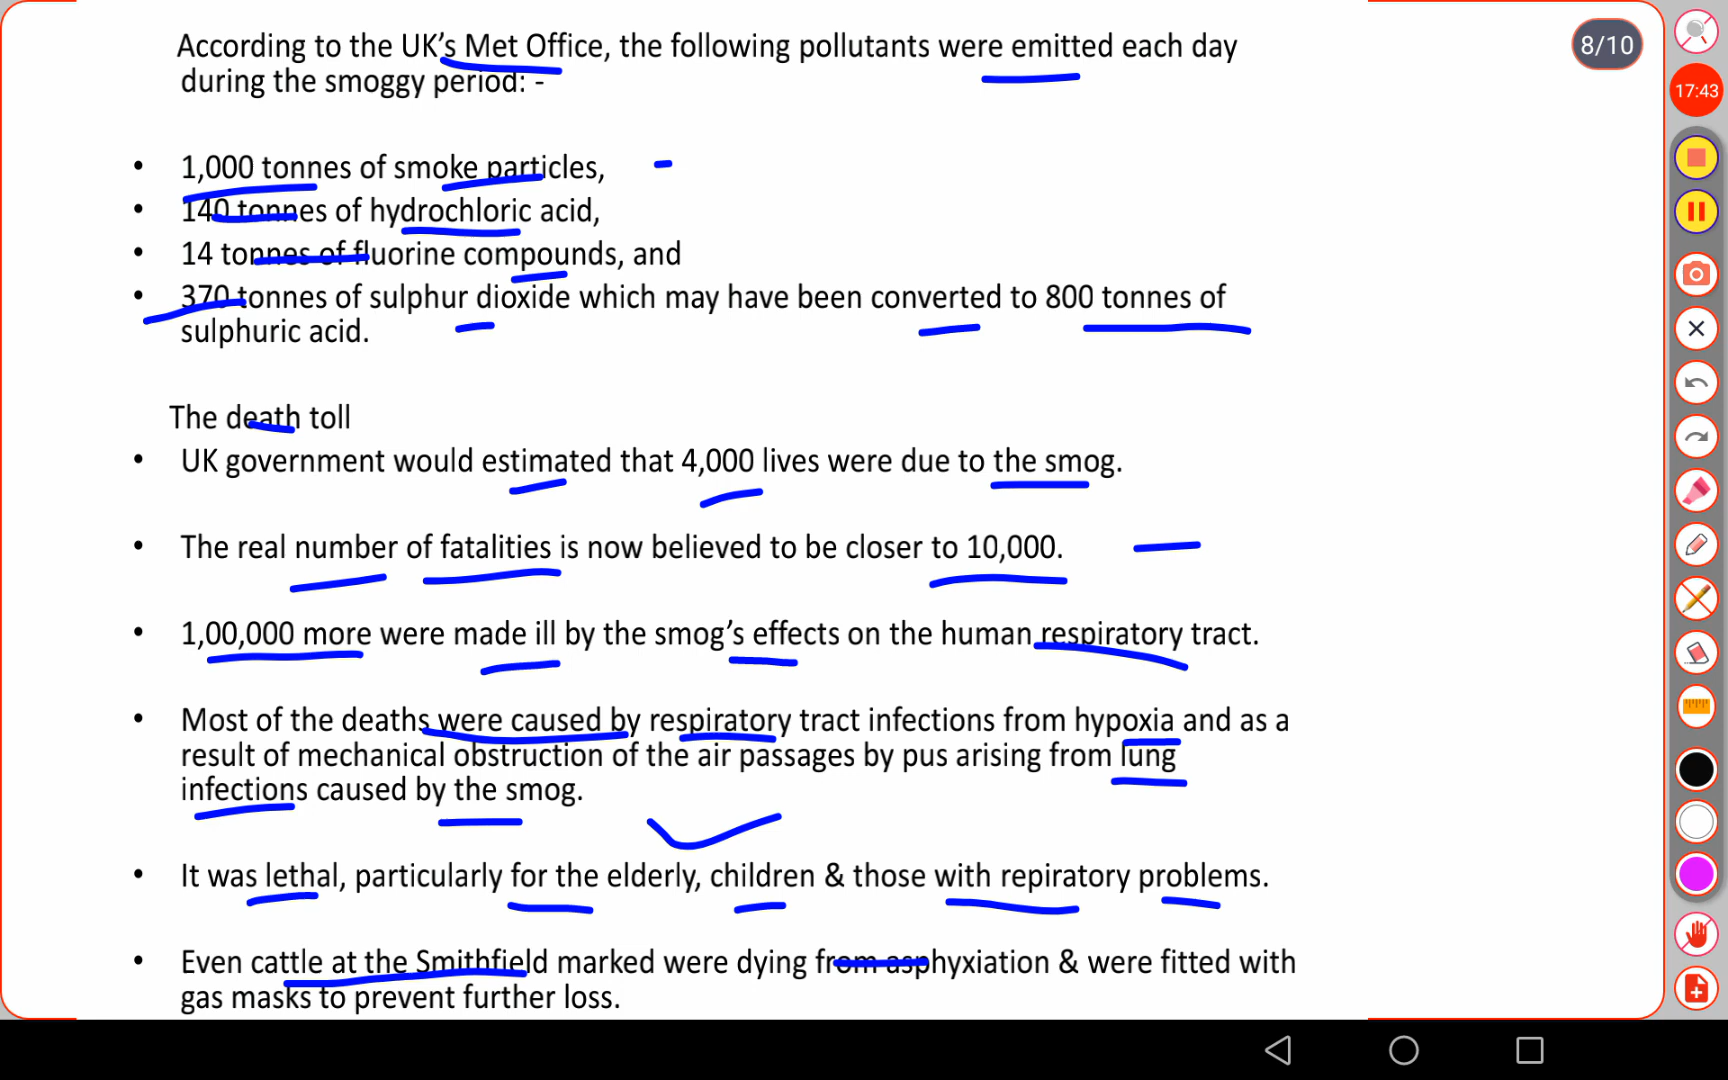 According to the UK's Met Office, the following pollutants were emitted each day
during the smoggy period: -
8/10
17:43
• 1,000 tonnes of smoke particles,
• 140 tonnes of hydrochloric acid,
• 14 tonnes of fluorine compounds, and
• 370 tonnes of sulphur dioxide which may have been converted to 800 tonnes of
sulphuric acid.
The death toll
• UK government would estimated that 4,000 lives were due to the smog.
• The real number of fatalities is now believed to be closer to 10,000.
• 1,00,000 more were made ill by the smog's effects on the human respiratory tract.
• Most of the deaths were caused by respiratory tract infections from hypoxia and as a
result of mechanical obstruction of the air passages by pus arising from lung
infections caused by the smog.
• It was lethal, particularly for the elderly, children & those with repiratory problems.
• Even cattle at the Smithfield marked were dying from asphyxiation & were fitted with
gas masks to prevent further loss.